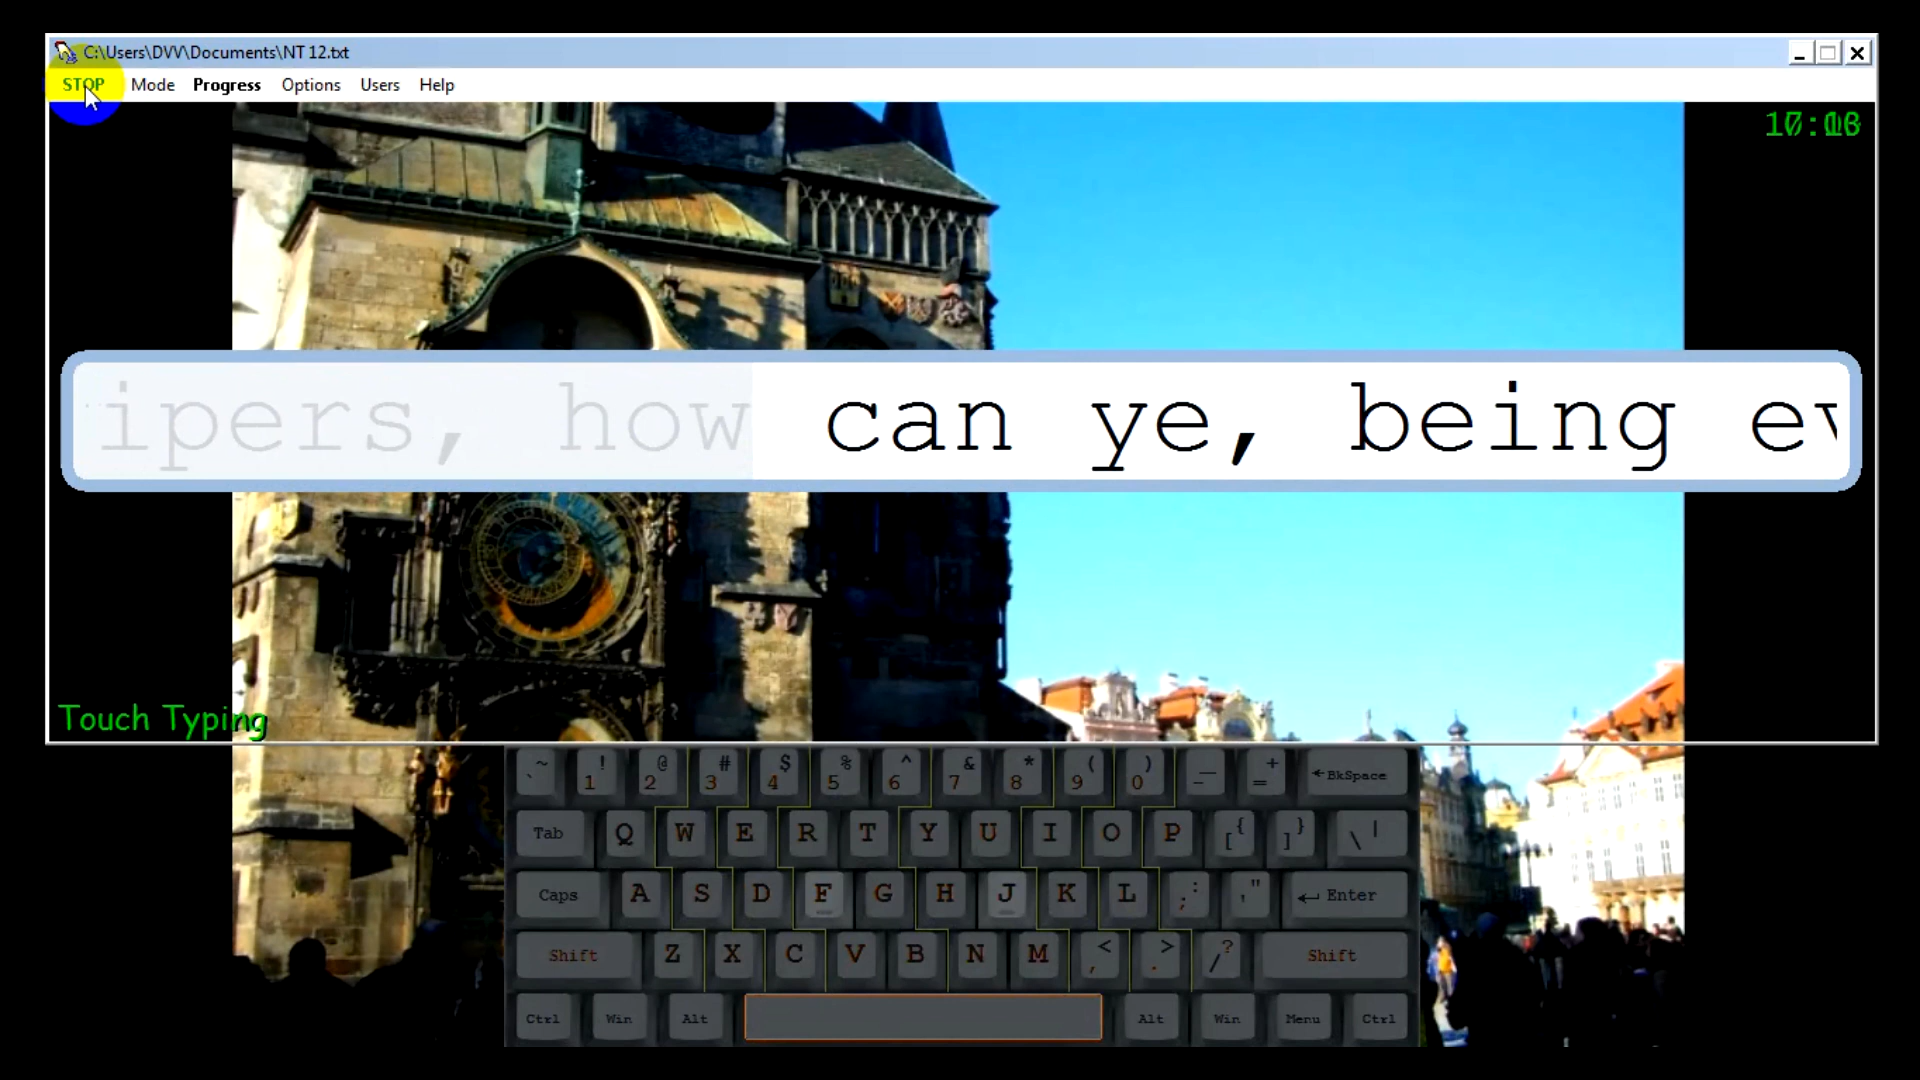 C:\Users\DVV\Documents\NT 12.txt
STOP Mode Progress Options Users Help
ipers, how can ye, being ev
Touch Typing
` ~ 1 ! 2 @ 3 # 4 $ 5 % 6 ^ 7 & 8 * 9 ( 0 ) - _ = + ←BkSpace
Tab Q W E R T Y U I O P [ { ] } \ |
Caps A S D F G H J K L ; : ' " ↵ Enter
Shift Z X C V B N M , < . > / ? Shift
Ctrl Win Alt Alt Win Menu Ctrl